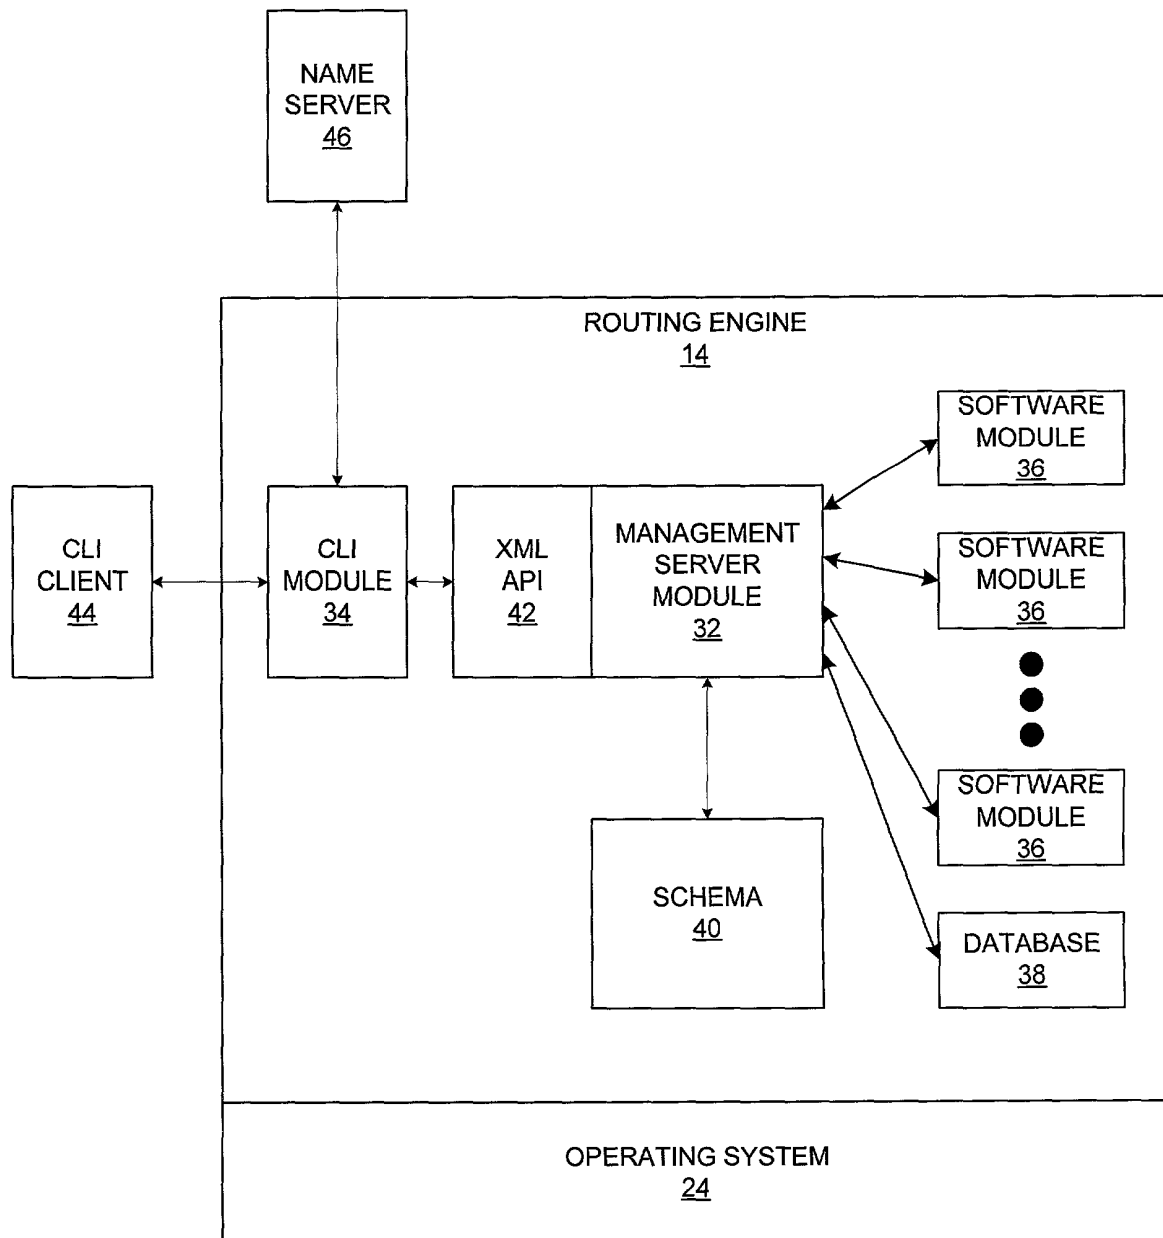 NAME
SERVER
46
ROUTING ENGINE
14
SOFTWARE
MODULE
36
CLI
CLIENT
44
CLI
MODULE
34
XML
API
42
MANAGEMENT
SERVER
MODULE
32
SOFTWARE
MODULE
36
SOFTWARE
MODULE
36
SCHEMA
40
DATABASE
38
OPERATING SYSTEM
24